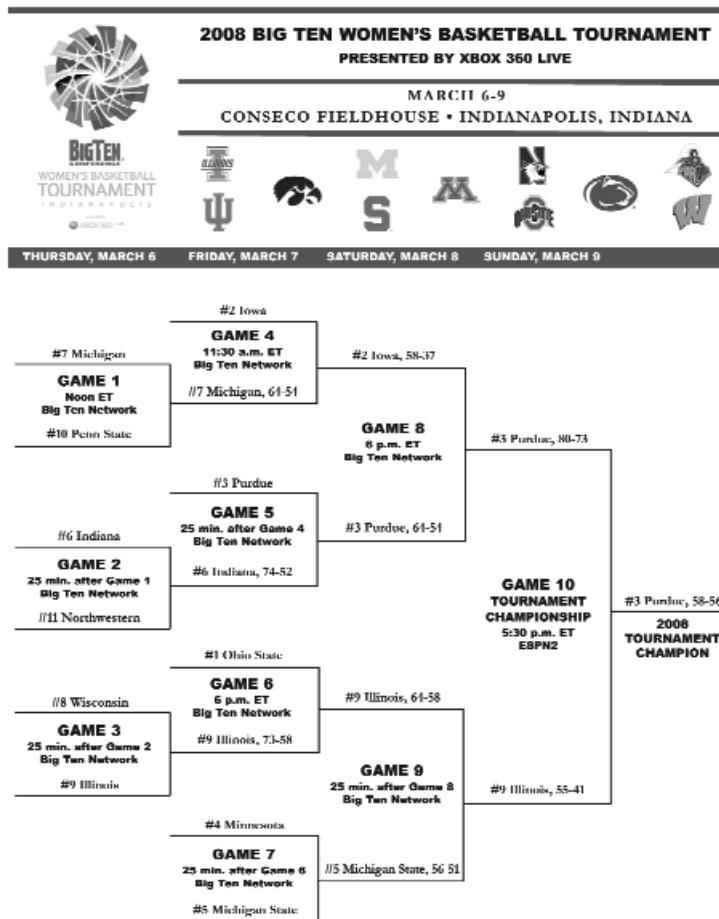 2008 BIG TEN WOMEN'S BASKETBALL TOURNAMENT
PRESENTED BY XBOX 360 LIVE
MARCH 6-9
CONSECO FIELDHOUSE • INDIANAPOLIS, INDIANA
BIG TEN
CONFERENCE
WOMEN'S BASKETBALL
TOURNAMENT
INDIANAPOLIS
XBOX 360
ILLINOIS
OHIO STATE
THURSDAY, MARCH 6
FRIDAY, MARCH 7
SATURDAY, MARCH 8
SUNDAY, MARCH 9
#7 Michigan
GAME 1
Noon ET
Big Ten Network
#10 Penn State
#6 Indiana
GAME 2
25 min. after Game 1
Big Ten Network
#11 Northwestern
#8 Wisconsin
GAME 3
25 min. after Game 2
Big Ten Network
#9 Illinois
#2 Iowa
GAME 4
11:30 a.m. ET
Big Ten Network
#7 Michigan, 64-54
#3 Purdue
GAME 5
25 min. after Game 4
Big Ten Network
#6 Indiana, 74-52
#1 Ohio State
GAME 6
6 p.m. ET
Big Ten Network
#9 Illinois, 73-58
#4 Minnesota
GAME 7
25 min. after Game 6
Big Ten Network
#5 Michigan State
#2 Iowa, 58-37
GAME 8
6 p.m. ET
Big Ten Network
#3 Purdue, 64-54
#9 Illinois, 64-58
GAME 9
25 min. after Game 8
Big Ten Network
#5 Michigan State, 56-51
#3 Purdue, 80-73
GAME 10
TOURNAMENT
CHAMPIONSHIP
5:30 p.m. ET
ESPN2
#9 Illinois, 55-41
#3 Purdue, 58-56
2008
TOURNAMENT
CHAMPION